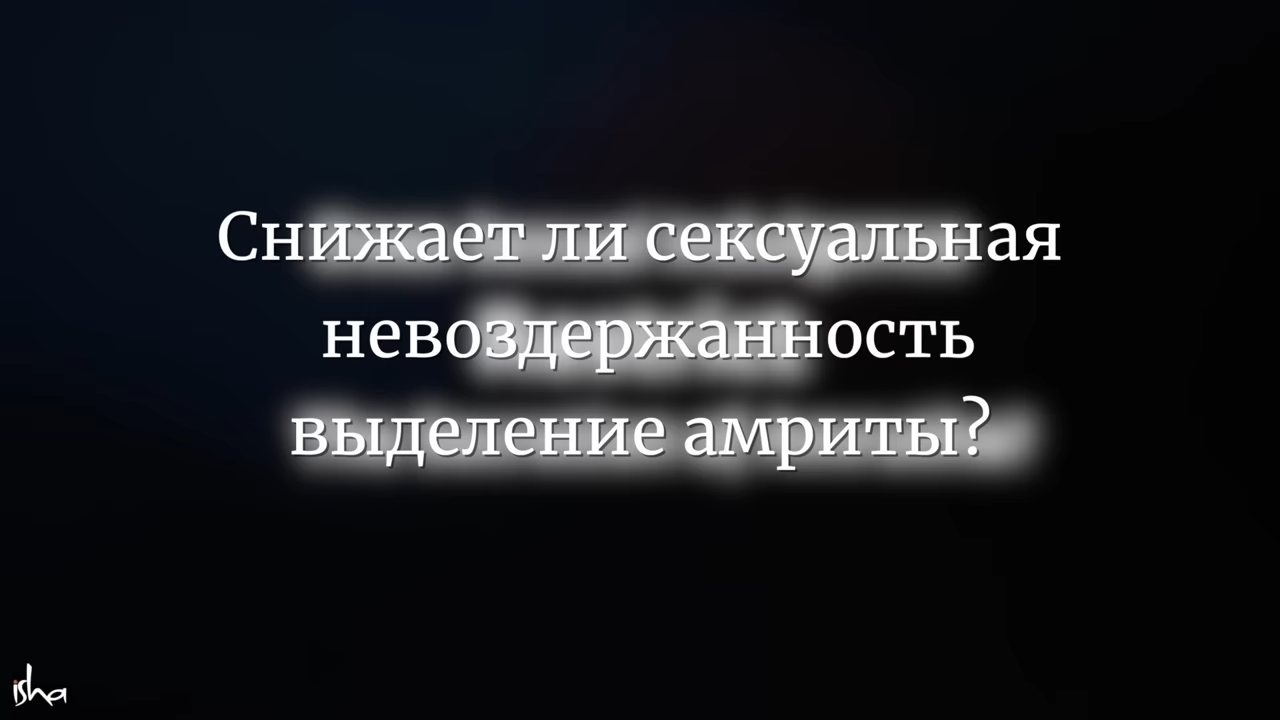 Снижает ли сексуальная
невоздержанность
выделение амриты?
isha